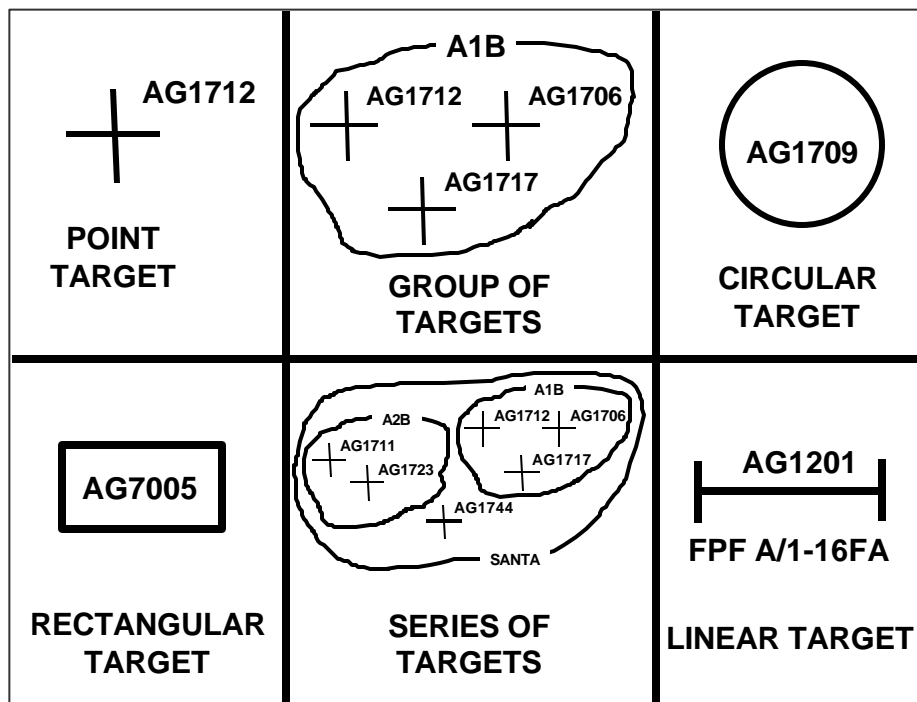 AG1712
POINT
TARGET
A1B
AG1712 AG1706
AG1717
GROUP OF
TARGETS
AG1709
CIRCULAR
TARGET
AG7005
RECTANGULAR
TARGET
A1B
A2B
AG1712 AG1706
AG1711
AG1717
AG1723
AG1744
SANTA
SERIES OF
TARGETS
AG1201
FPF A/1-16FA
LINEAR TARGET